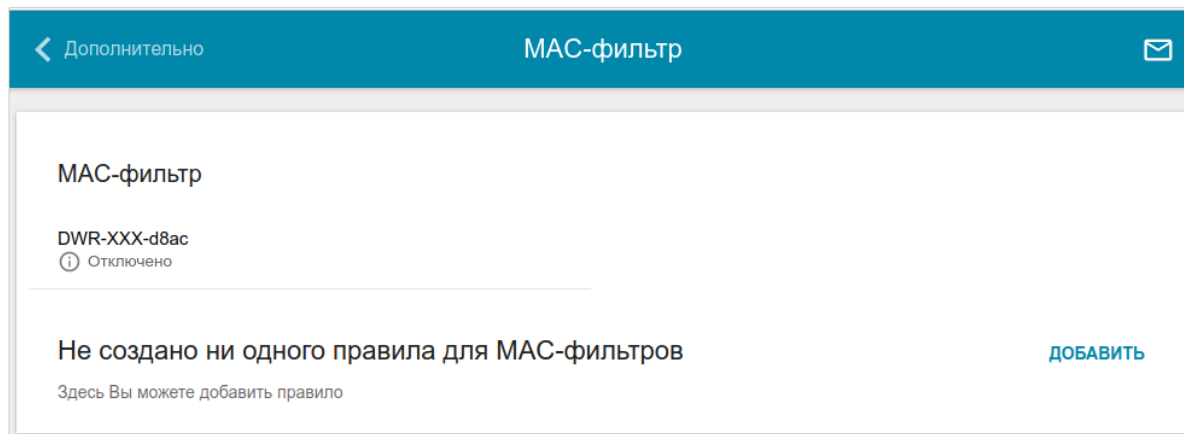 Дополнительно
MAC-фильтр
MAC-фильтр
DWR-XXX-d8ac
Отключено
Не создано ни одного правила для MAC-фильтров
ДОБАВИТЬ
Здесь Вы можете добавить правило